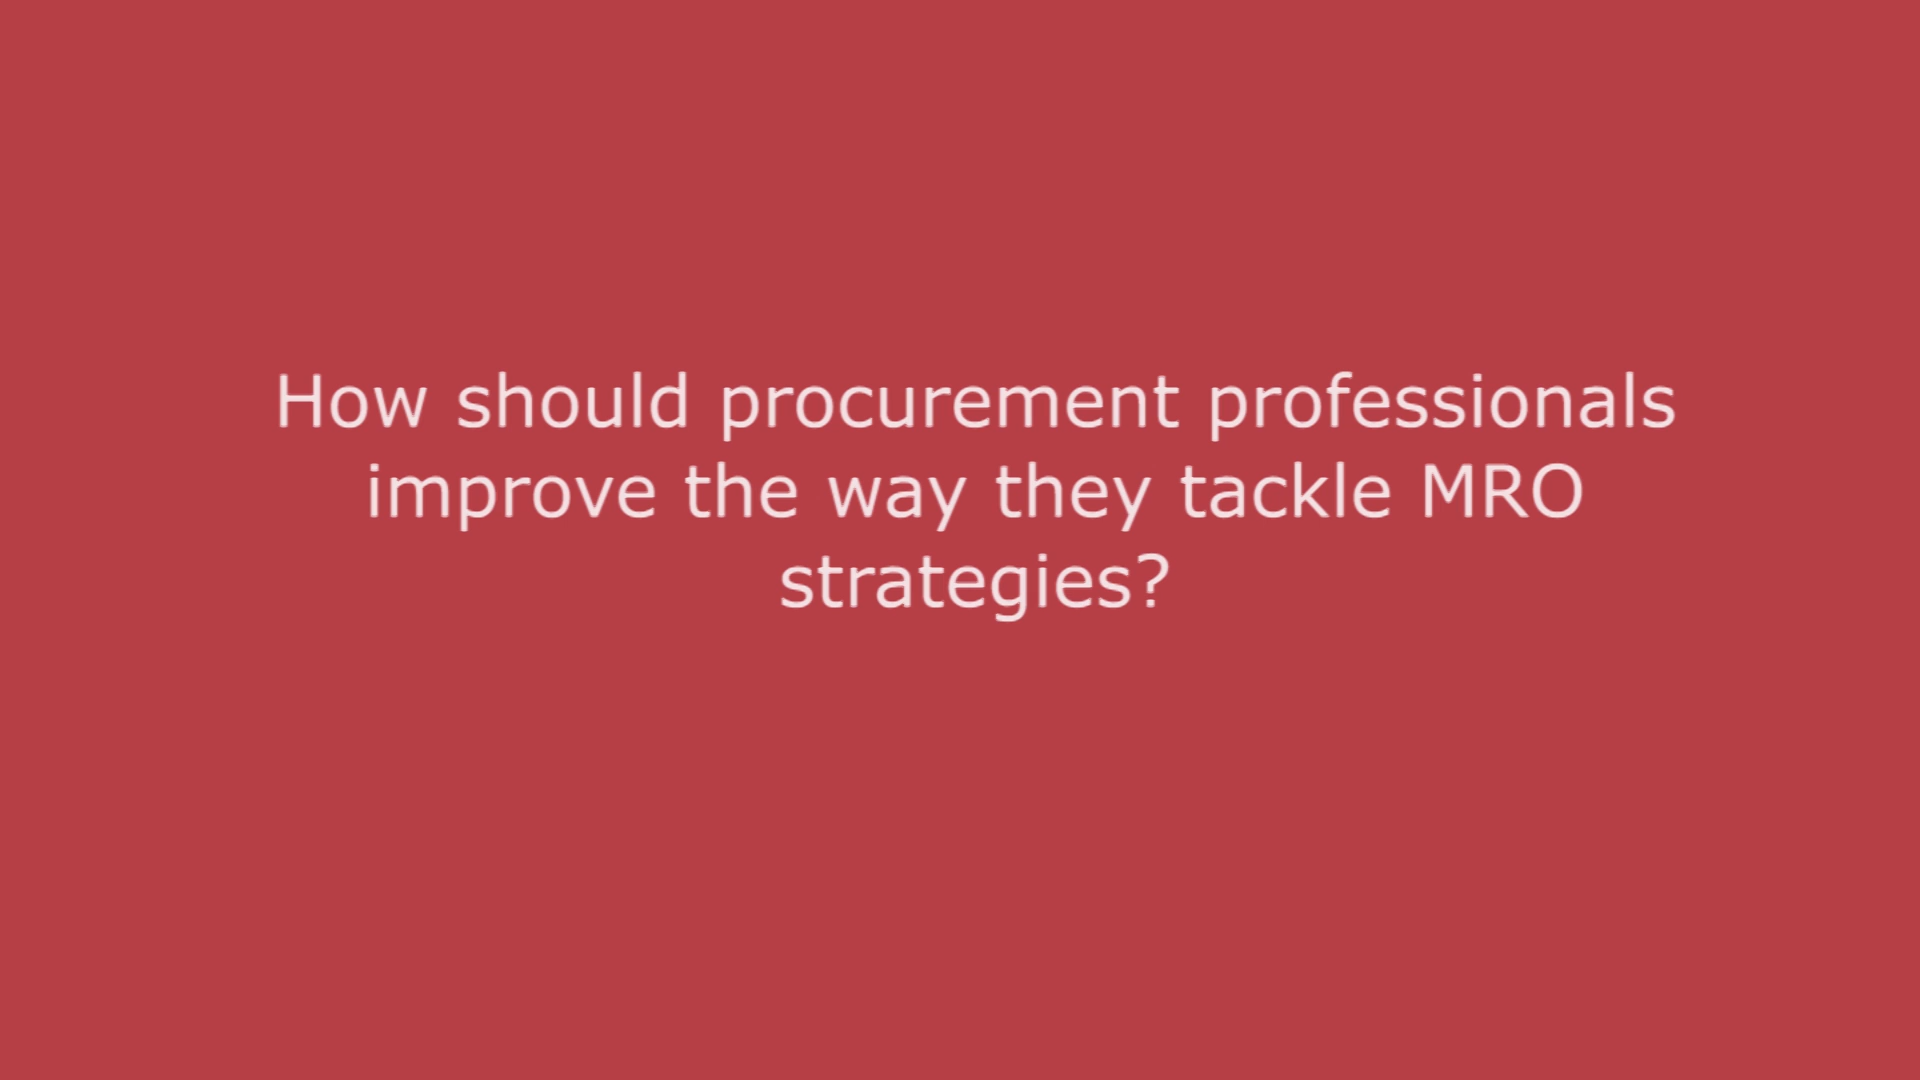 How should procurement professionals
improve the way they tackle MRO
strategies?